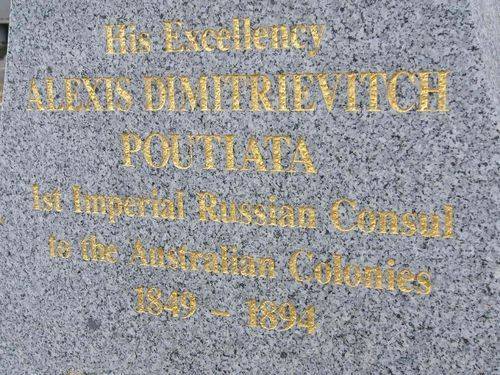 His Excellency
ALEXIS DIMITRIEVITCH
POUTIATA
1st Imperial Russian Consul
to the Australian Colonies
1849 - 1894